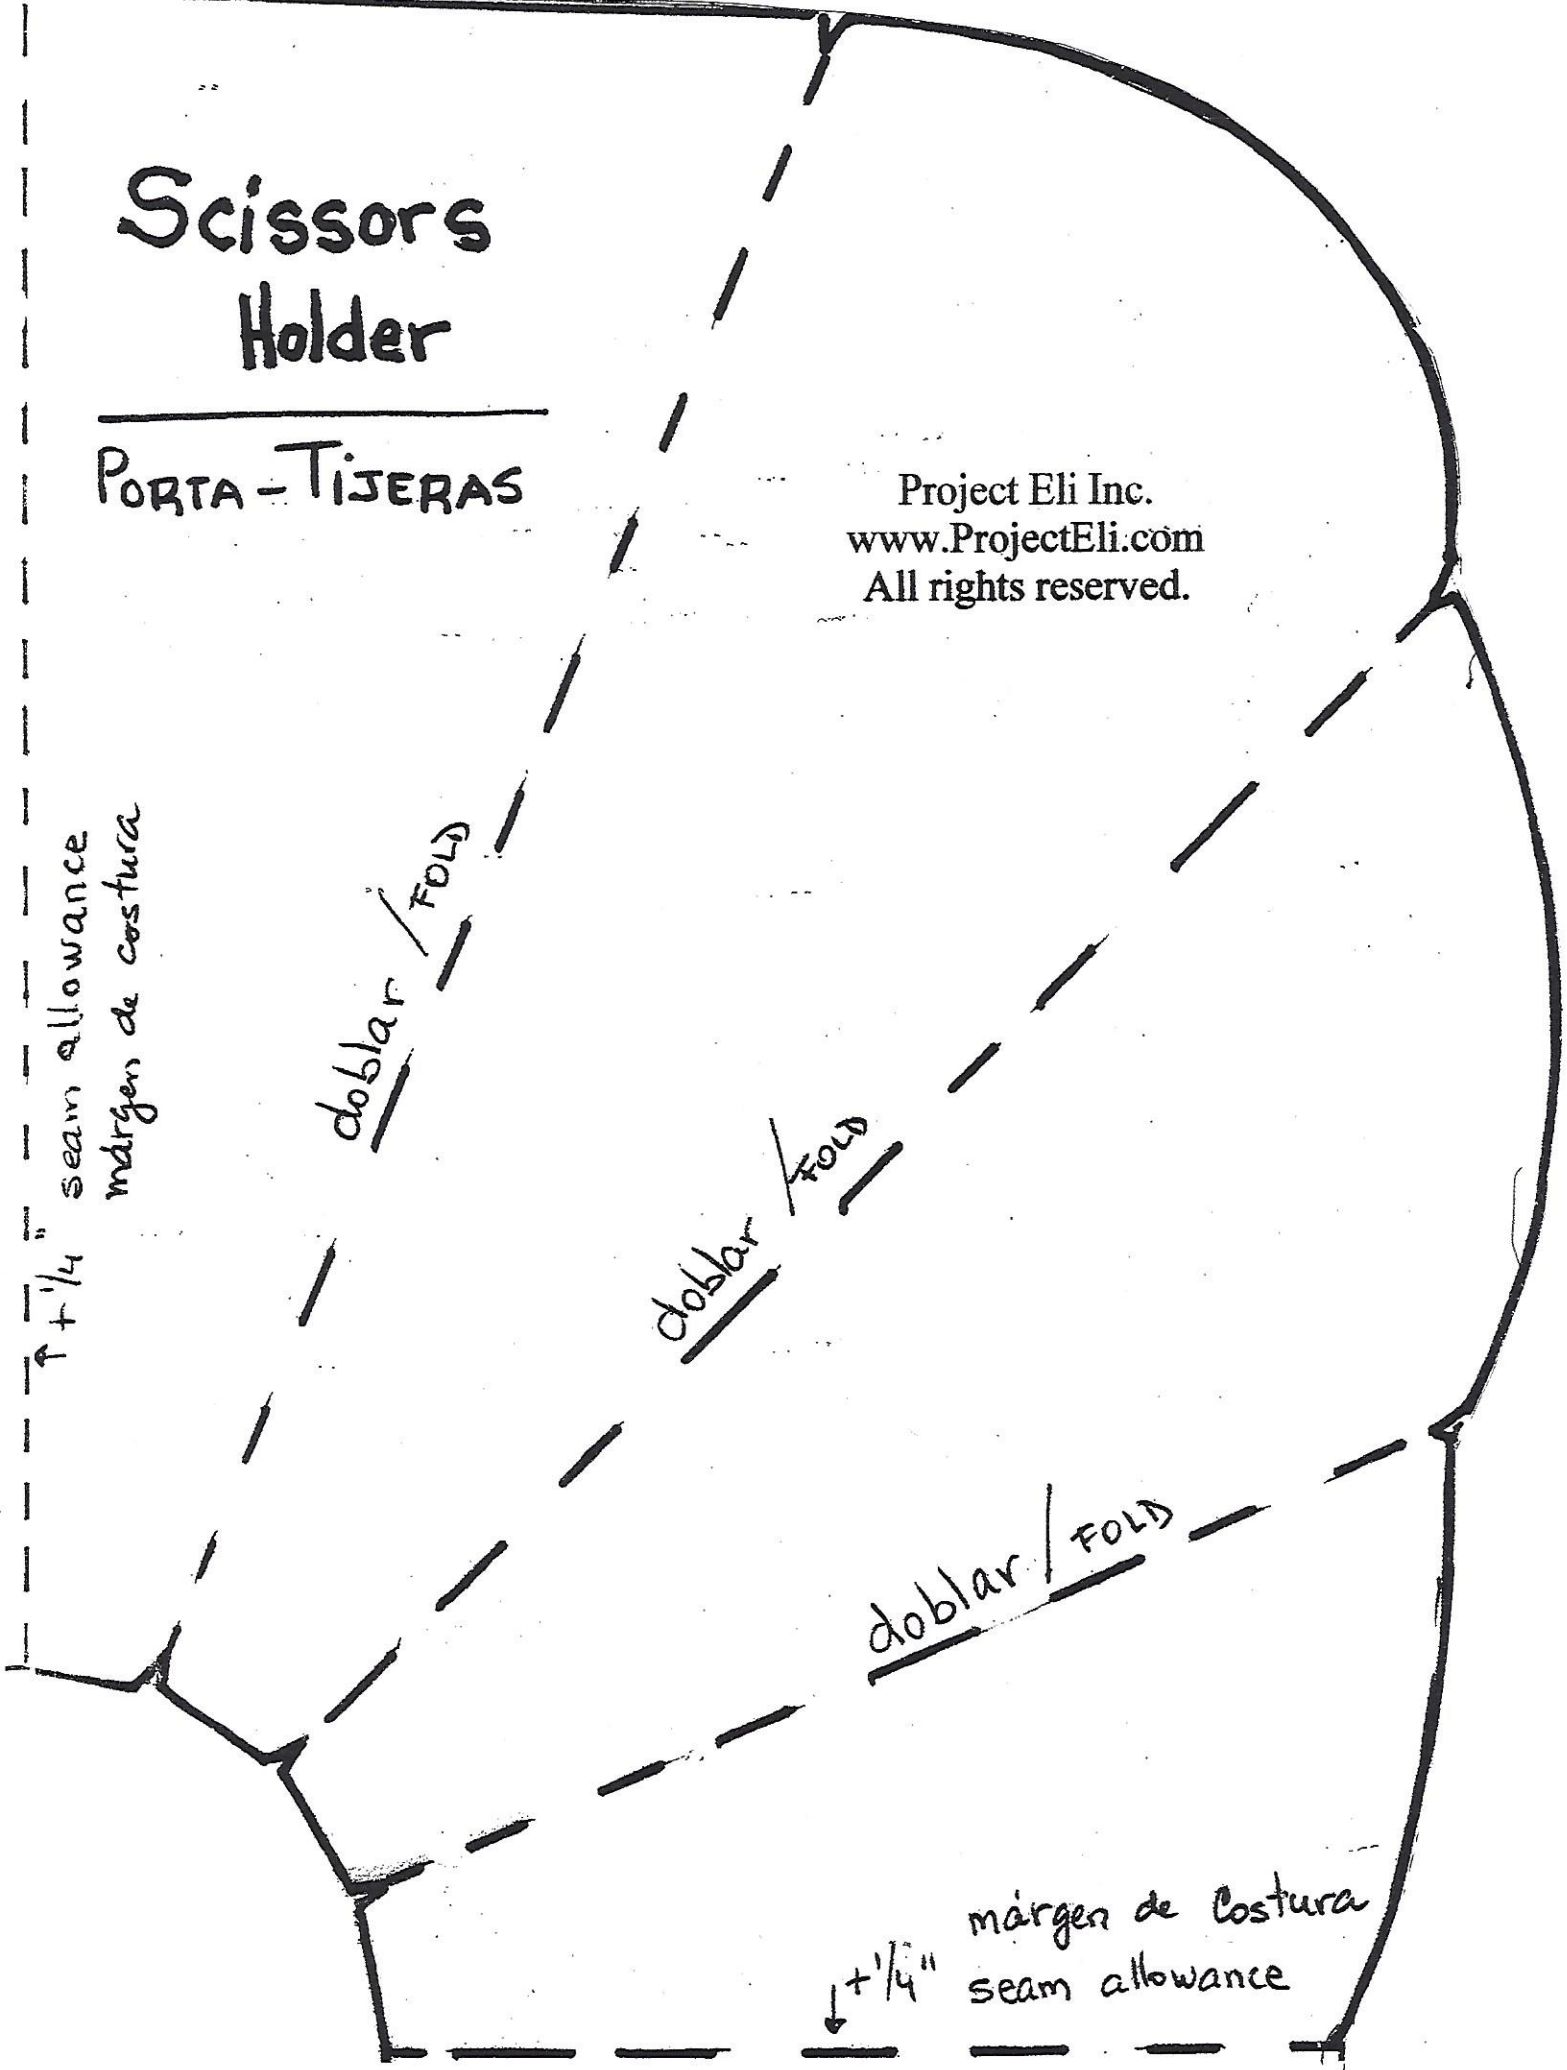 Scissors
Holder
PORTA-TIJERAS
Project Eli Inc.
www.ProjectEli.com
All rights reserved.
+1/4" seam allowance
márgen de costura
doblar / FOLD
doblar / FOLD
doblar / FOLD
márgen de Costura
+1/4" seam allowance